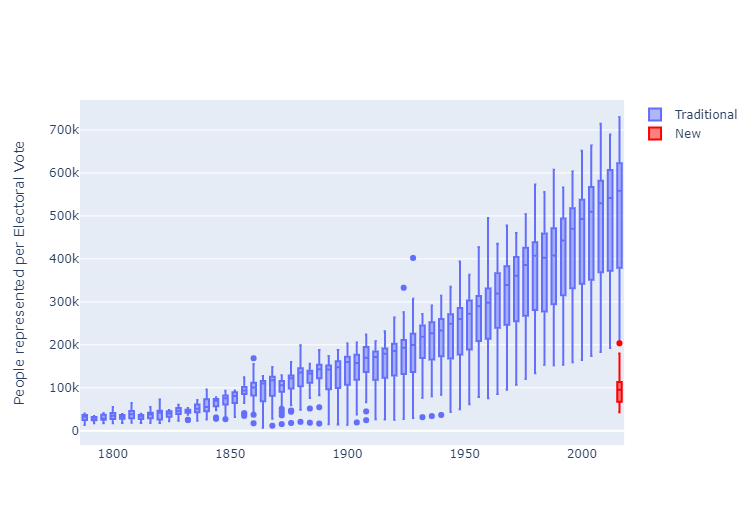 Traditional
New
People represented per Electoral Vote
700k
600k
500k
400k
300k
200k
100k
0
1800
1850
1900
1950
2000